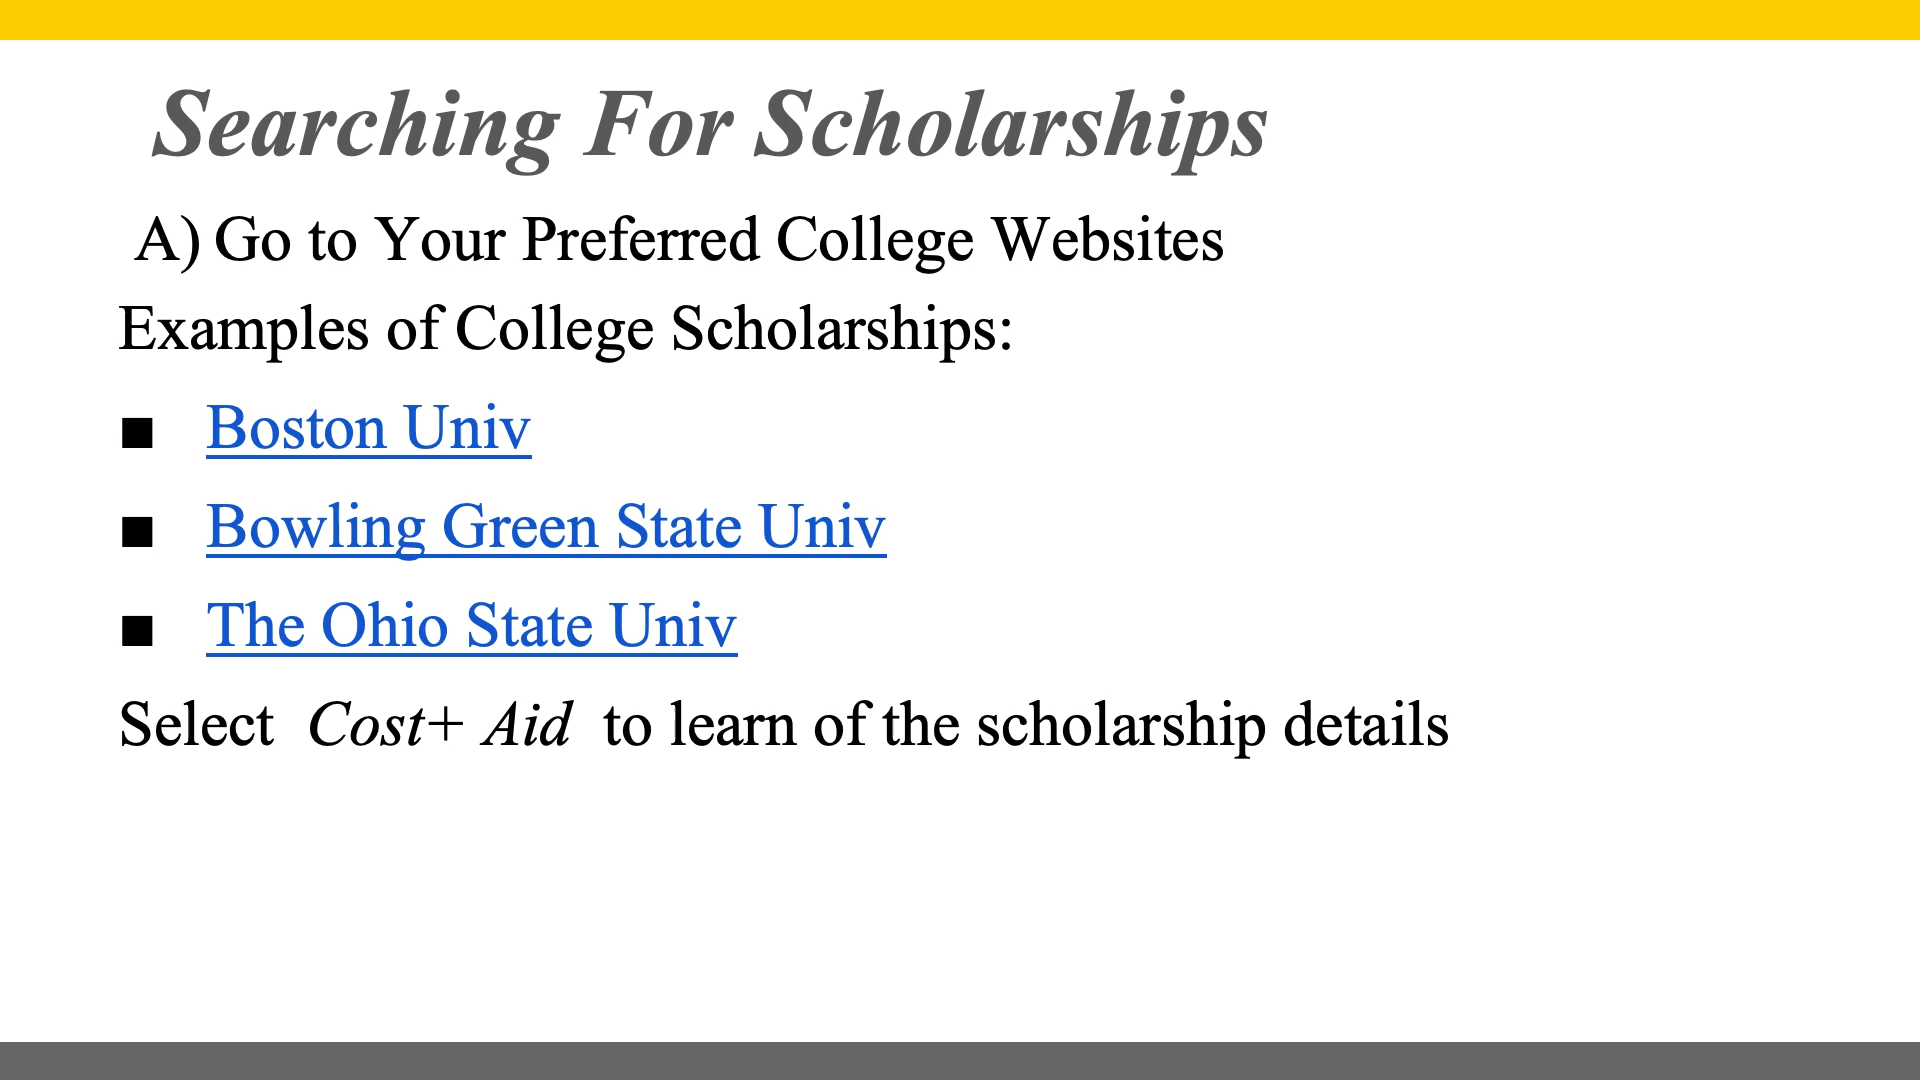 Searching For Scholarships
A) Go to Your Preferred College Websites
Examples of College Scholarships:
■ Boston Univ
■ Bowling Green State Univ
■ The Ohio State Univ
Select Cost+ Aid to learn of the scholarship details